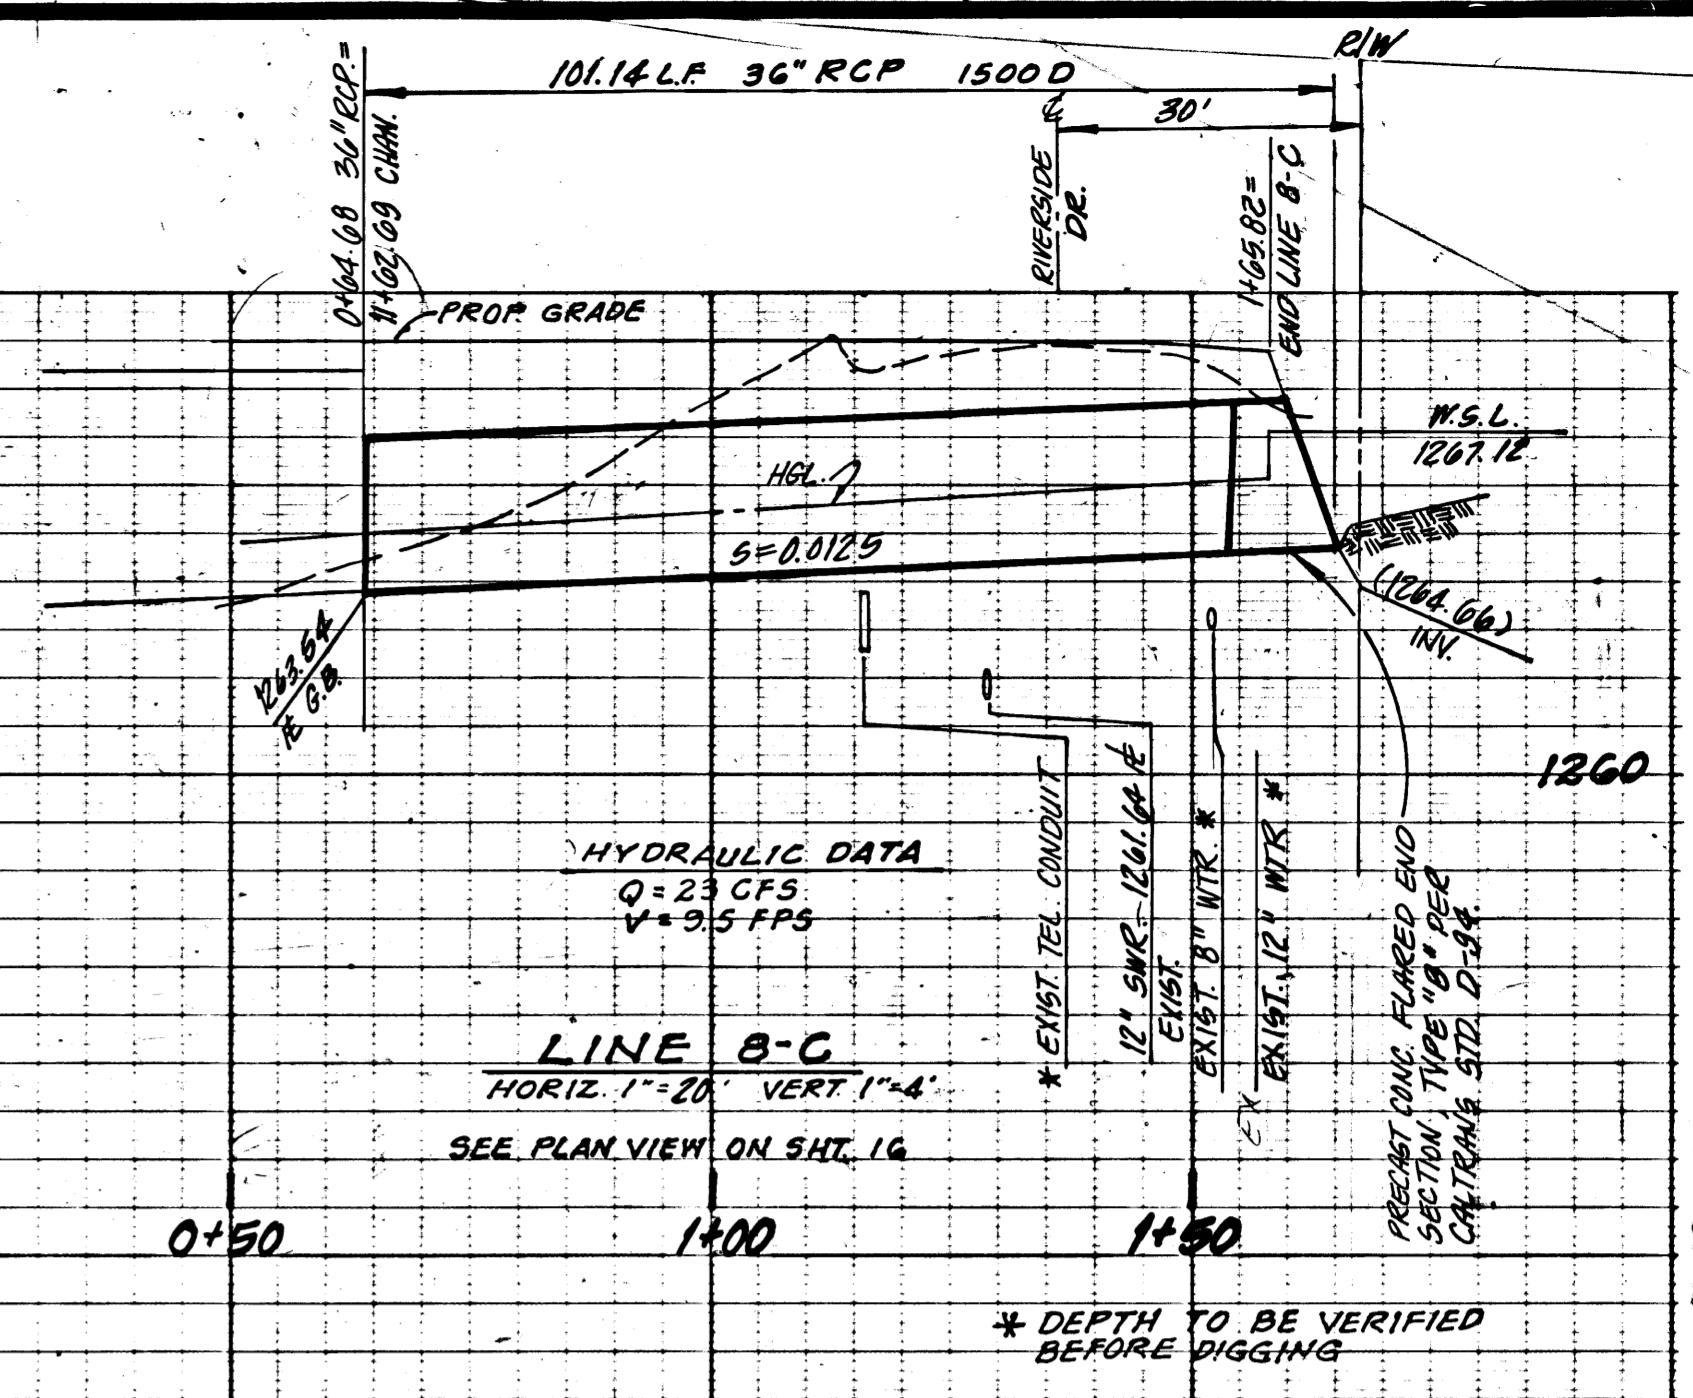 R/W
101.14 L.F. 36" RCP 1500 D
℄
30'
0+64.68 36" RCP. =
11+62.69 CHAN.
RIVERSIDE
DR.
1+65.82=
END LINE 8-C
PROP. GRADE
W.S.L.
1267.12
HGL.
S=0.0125
(1264.66)
INV.
1263.54
G.B.
1260
HYDRAULIC DATA
Q = 23 CFS
V = 9.5 FPS
* EXIST. TEL. CONDUIT
12" SWR.-1261.64
EXIST.
EXIST. 8" WTR. *
EXIST. 12" WTR *
EX
PRECAST CONC. FLARED END
SECTION, TYPE "B" PER
CALTRANS STD. D-94.
LINE 8-C
HORIZ. 1"=20' VERT. 1"=4'
SEE PLAN VIEW ON SHT. 16
0+50
1+00
1+50
* DEPTH TO BE VERIFIED
BEFORE DIGGING